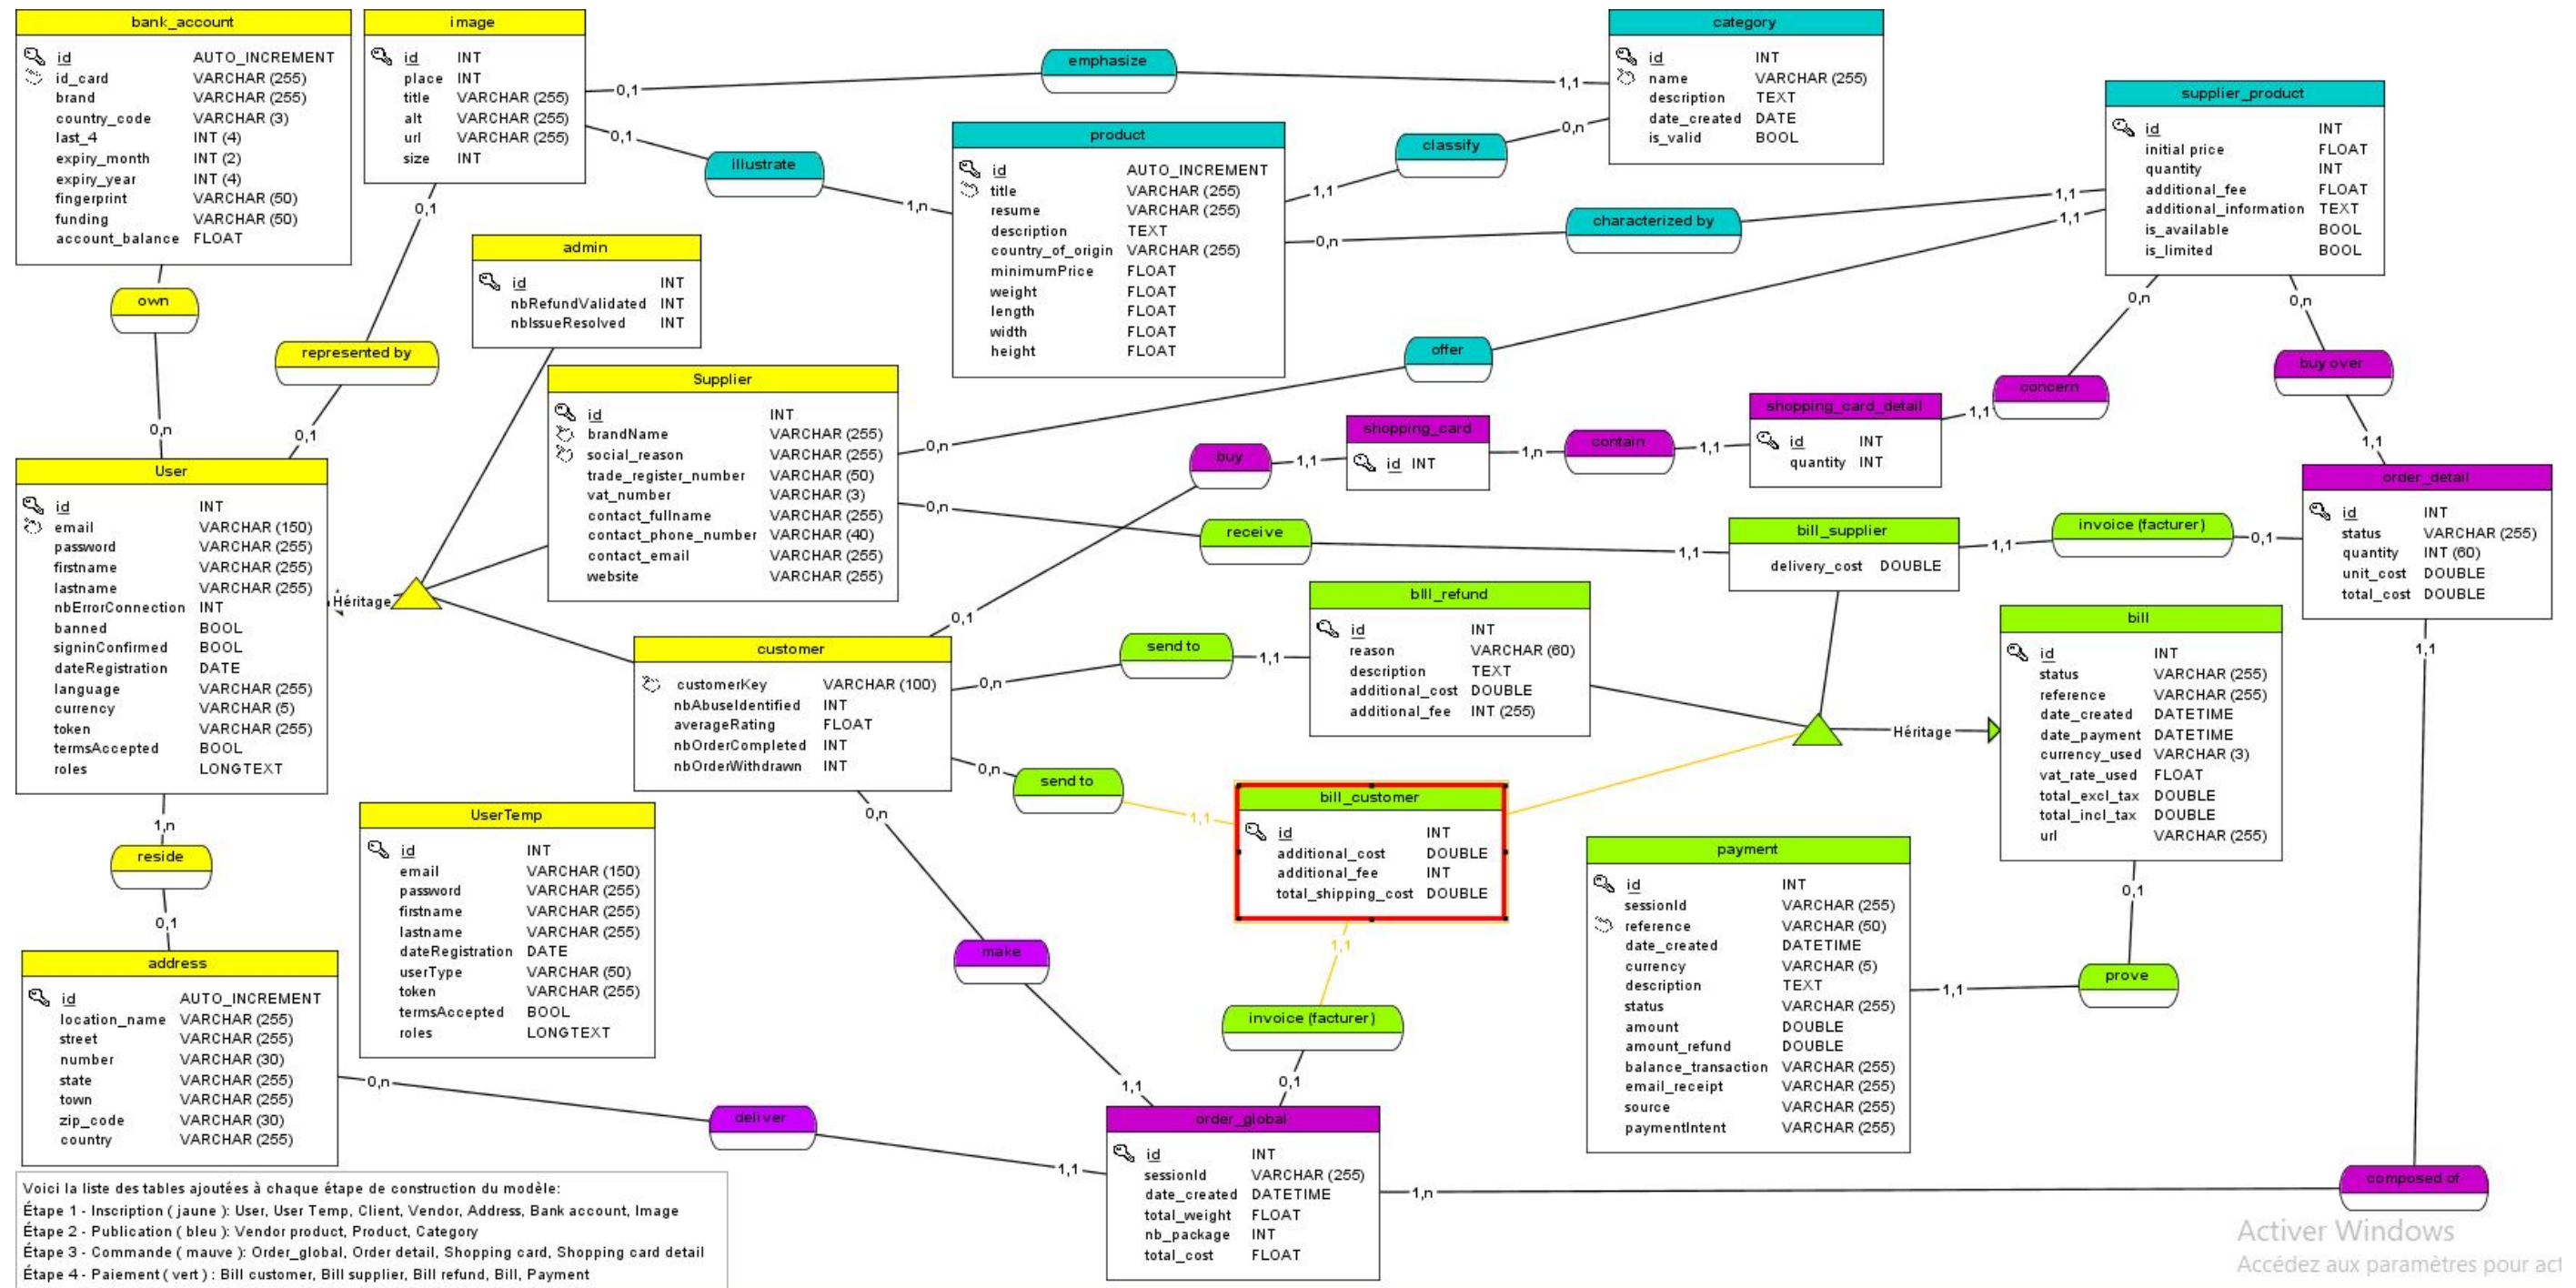 bank_account
id AUTO_INCREMENT
id_card VARCHAR (255)
brand VARCHAR (255)
country_code VARCHAR (3)
last_4 INT (4)
expiry_month INT (2)
expiry_year INT (4)
fingerprint VARCHAR (50)
funding VARCHAR (50)
account_balance FLOAT
image
id INT
place INT
title VARCHAR (255)
alt VARCHAR (255)
url VARCHAR (255)
size INT
0,1
emphasize
1,1
category
id INT
name VARCHAR (255)
description TEXT
date_created DATE
is_valid BOOL
0,1
illustrate
1,n
product
id AUTO_INCREMENT
title VARCHAR (255)
resume VARCHAR (255)
description TEXT
country_of_origin VARCHAR (255)
minimumPrice FLOAT
weight FLOAT
length FLOAT
width FLOAT
height FLOAT
1,1
classify
0,n
0,n
characterized by
1,1
supplier_product
id INT
initial price FLOAT
quantity INT
additional_fee FLOAT
additional_information TEXT
is_available BOOL
is_limited BOOL
1,1
offer
0,n
0,1
represented by
0,1
own
0,n
admin
id INT
nbRefundValidated INT
nbIssueResolved INT
Supplier
id INT
brandName VARCHAR (255)
social_reason VARCHAR (255)
trade_register_number VARCHAR (50)
vat_number VARCHAR (3)
contact_fullname VARCHAR (255)
contact_phone_number VARCHAR (40)
contact_email VARCHAR (255)
website VARCHAR (255)
0,n
concern
1,1
0,n
buy over
1,1
shopping_card_detail
id INT
quantity INT
1,1
contain
1,n
shopping_card
id INT
1,1
buy
0,1
User
id INT
email VARCHAR (150)
password VARCHAR (255)
firstname VARCHAR (255)
lastname VARCHAR (255)
nbErrorConnection INT
banned BOOL
signinConfirmed BOOL
dateRegistration DATE
language VARCHAR (255)
currency VARCHAR (5)
token VARCHAR (255)
termsAccepted BOOL
roles LONGTEXT
Héritage
0,n
receive
1,1
bill_supplier
delivery_cost DOUBLE
1,1
invoice (facturer)
0,1
order_detail
id INT
status VARCHAR (255)
quantity INT (60)
unit_cost DOUBLE
total_cost DOUBLE
1,1
customer
customerKey VARCHAR (100)
nbAbuseIdentified INT
averageRating FLOAT
nbOrderCompleted INT
nbOrderWithdrawn INT
0,n
send to
1,1
bill_refund
id INT
reason VARCHAR (60)
description TEXT
additional_cost DOUBLE
additional_fee INT (255)
Héritage
bill
id INT
status VARCHAR (255)
reference VARCHAR (255)
date_created DATETIME
date_payment DATETIME
currency_used VARCHAR (3)
vat_rate_used FLOAT
total_excl_tax DOUBLE
total_incl_tax DOUBLE
url VARCHAR (255)
0,n
send to
1,1
bill_customer
id INT
additional_cost DOUBLE
additional_fee INT
total_shipping_cost DOUBLE
1,1
invoice (facturer)
0,1
payment
id INT
sessionId VARCHAR (255)
reference VARCHAR (50)
date_created DATETIME
currency VARCHAR (5)
description TEXT
status VARCHAR (255)
amount DOUBLE
amount_refund DOUBLE
balance_transaction VARCHAR (255)
email_receipt VARCHAR (255)
source VARCHAR (255)
paymentIntent VARCHAR (255)
1,1
prove
0,1
1,n
reside
0,1
UserTemp
id INT
email VARCHAR (150)
password VARCHAR (255)
firstname VARCHAR (255)
lastname VARCHAR (255)
dateRegistration DATE
userType VARCHAR (50)
token VARCHAR (255)
termsAccepted BOOL
roles LONGTEXT
0,n
make
1,1
address
id AUTO_INCREMENT
location_name VARCHAR (255)
street VARCHAR (255)
number VARCHAR (30)
state VARCHAR (255)
town VARCHAR (255)
zip_code VARCHAR (30)
country VARCHAR (255)
0,n
deliver
1,1
order_global
id INT
sessionId VARCHAR (255)
date_created DATETIME
total_weight FLOAT
nb_package INT
total_cost FLOAT
1,n
composed of
Voici la liste des tables ajoutées à chaque étape de construction du modèle:
Étape 1 - Inscription ( jaune ): User, User Temp, Client, Vendor, Address, Bank account, Image
Étape 2 - Publication ( bleu ): Vendor product, Product, Category
Étape 3 - Commande ( mauve ): Order_global, Order detail, Shopping card, Shopping card detail
Étape 4 - Paiement ( vert ) : Bill customer, Bill supplier, Bill refund, Bill, Payment
Activer Windows
Accédez aux paramètres pour act